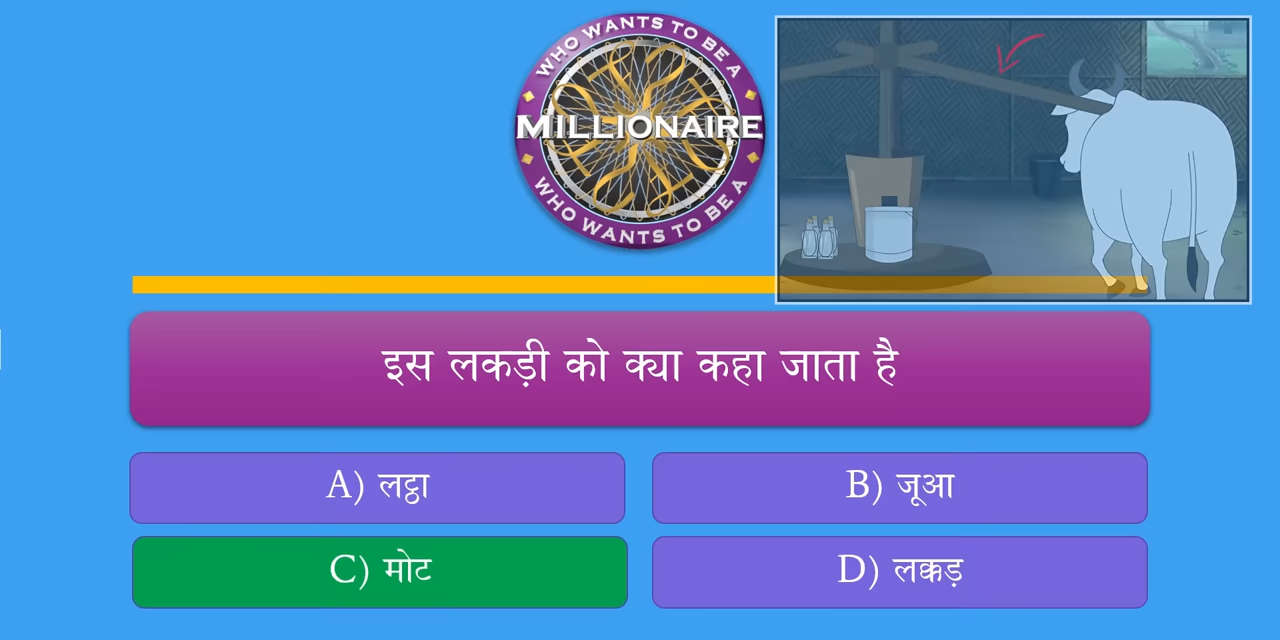 WHO WANTS TO BE A
MILLIONAIRE
WHO WANTS TO BE A
इस लकड़ी को क्या कहा जाता है
A) लट्ठा
B) जूआ
C) मोट
D) लक्कड़